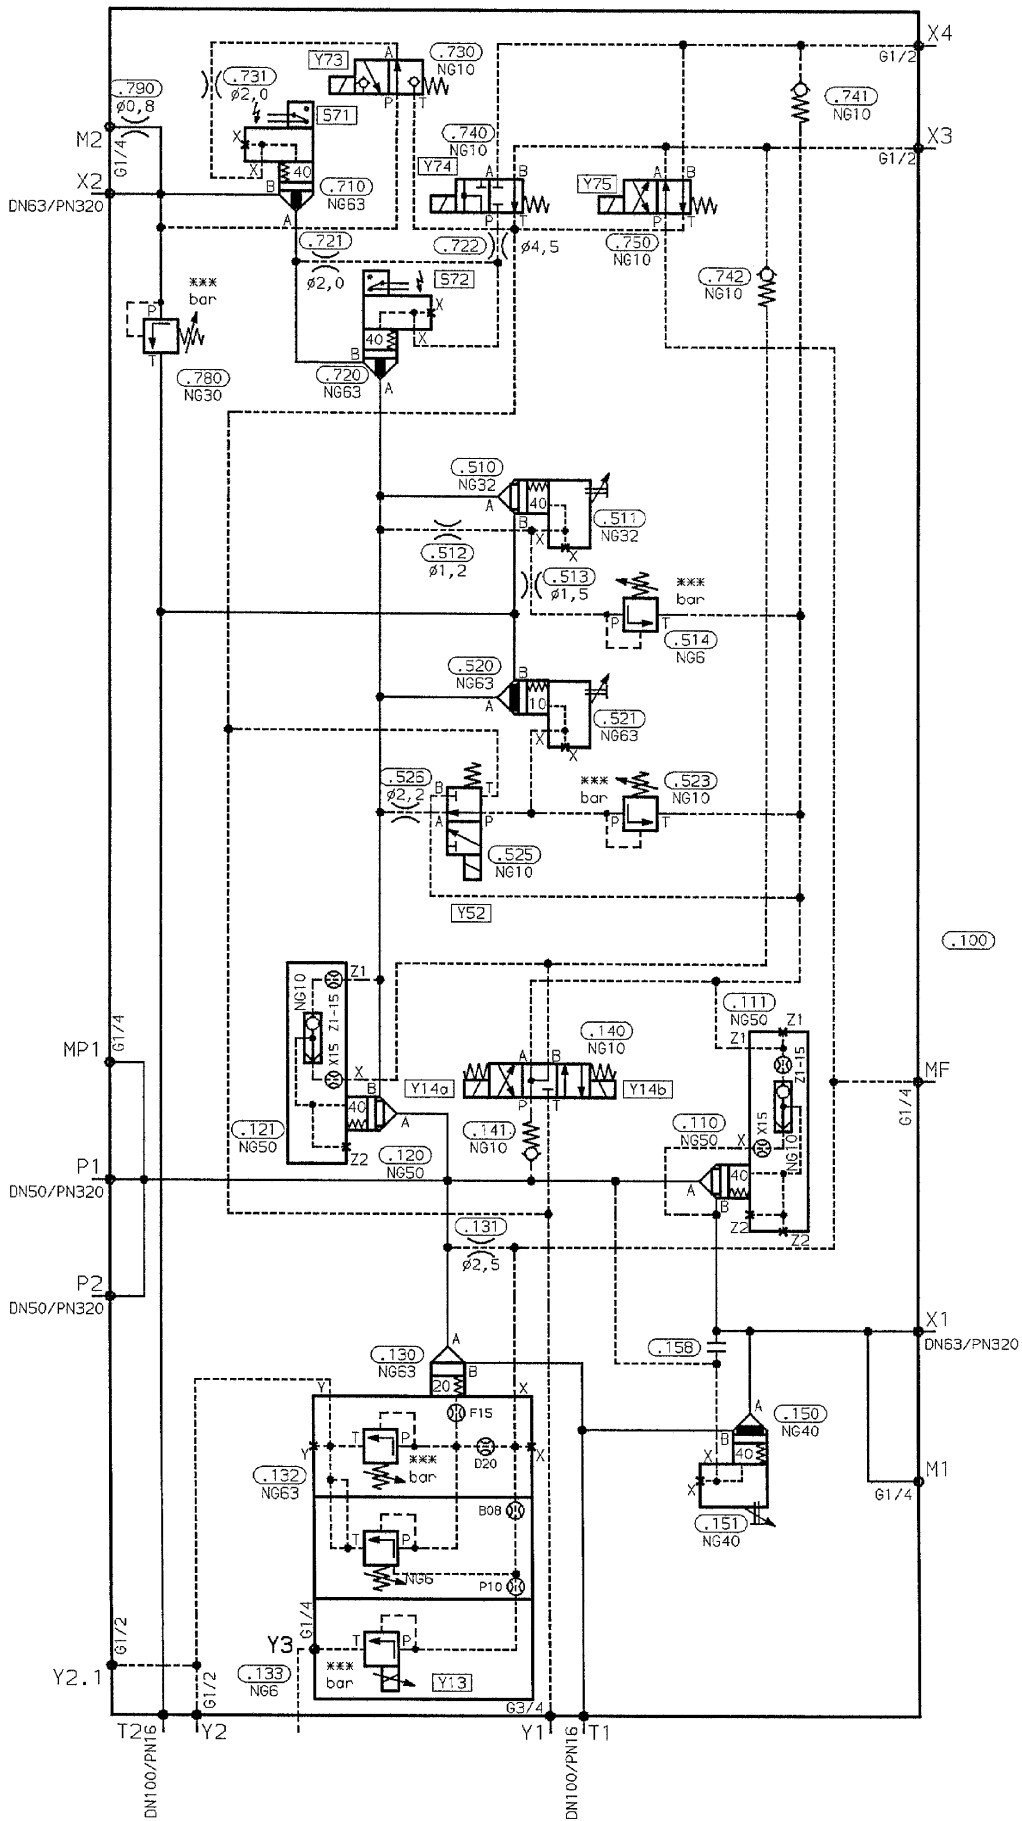 X4
G1/2
Y73
A
P
T
.730
NG10
.731
ø2,0
.790
ø0,8
M2
G1/4
S71
X
X
40
B
A
.710
NG63
X2
DN63/PN320
.740
NG10
Y74
A
B
P
T
.741
NG10
X3
G1/2
Y75
A
B
P
T
.750
NG10
.721
ø2,0
.722
ø4,5
.742
NG10
S72
X
X
40
B
A
.720
NG63
***
bar
P
T
.780
NG30
.510
NG32
A
40
B
X
X
.511
NG32
.512
ø1,2
.513
ø1,5
***
bar
P
T
.514
NG6
.520
NG63
B
A
10
X
X
.521
NG63
.526
ø2,2
B
T
A
P
***
bar
.523
NG10
P
T
.525
NG10
Y52
.100
NG10
Z1-15
X15
Z1
X
B
40
A
Z2
.121
NG50
.120
NG50
MP1
G1/4
.111
NG50
Z1
Z1
Z1-15
X15
NG10
.140
NG10
A
B
P
T
Y14a
Y14b
.141
NG10
.110
NG50
X
A
40
B
Z2
Z2
MF
G1/4
P1
DN50/PN320
.131
ø2,5
P2
DN50/PN320
X1
DN63/PN320
.158
.130
NG63
A
B
20
Y
X
F15
Y
T
P
***
bar
D20
X
.132
NG63
B08
T
P
NG6
P10
A
.150
NG40
B
40
X
X
.151
NG40
M1
G1/4
G1/4
Y3
T
P
***
bar
Y13
.133
NG6
G1/2
Y2.1
G1/2
G3/4
T2
Y2
Y1
T1
DN100/PN16
DN100/PN16